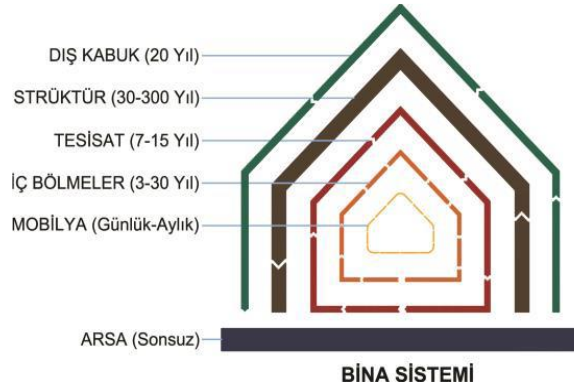 DIŞ KABUK (20 Yıl)
STRÜKTÜR (30-300 Yıl)
TESİSAT (7-15 Yıl)
İÇ BÖLMELER (3-30 Yıl)
MOBİLYA (Günlük-Aylık)
ARSA (Sonsuz)
BİNA SİSTEMİ